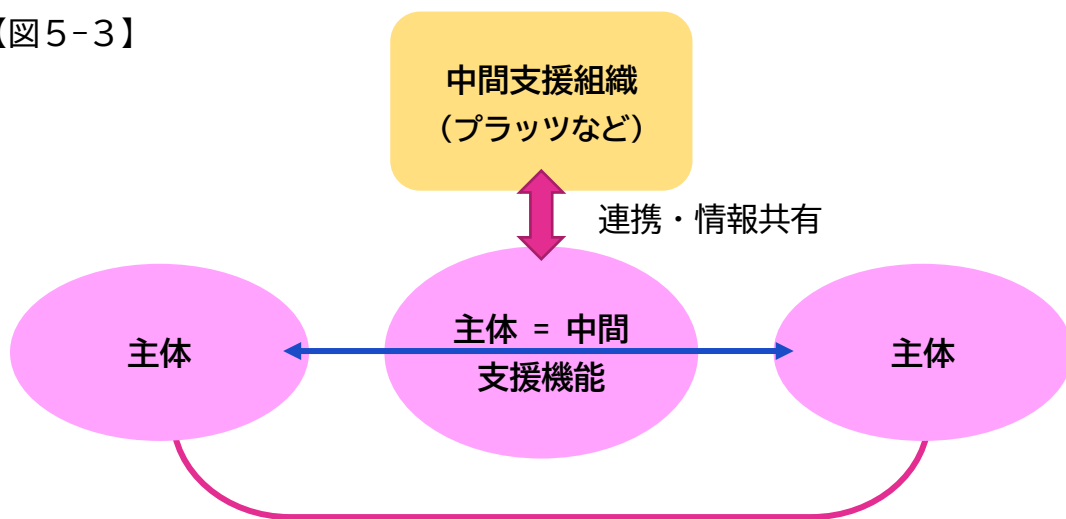 【図5-3】
中間支援組織
(プラッツなど)
連携・情報共有
主体
主体 = 中間
支援機能
主体